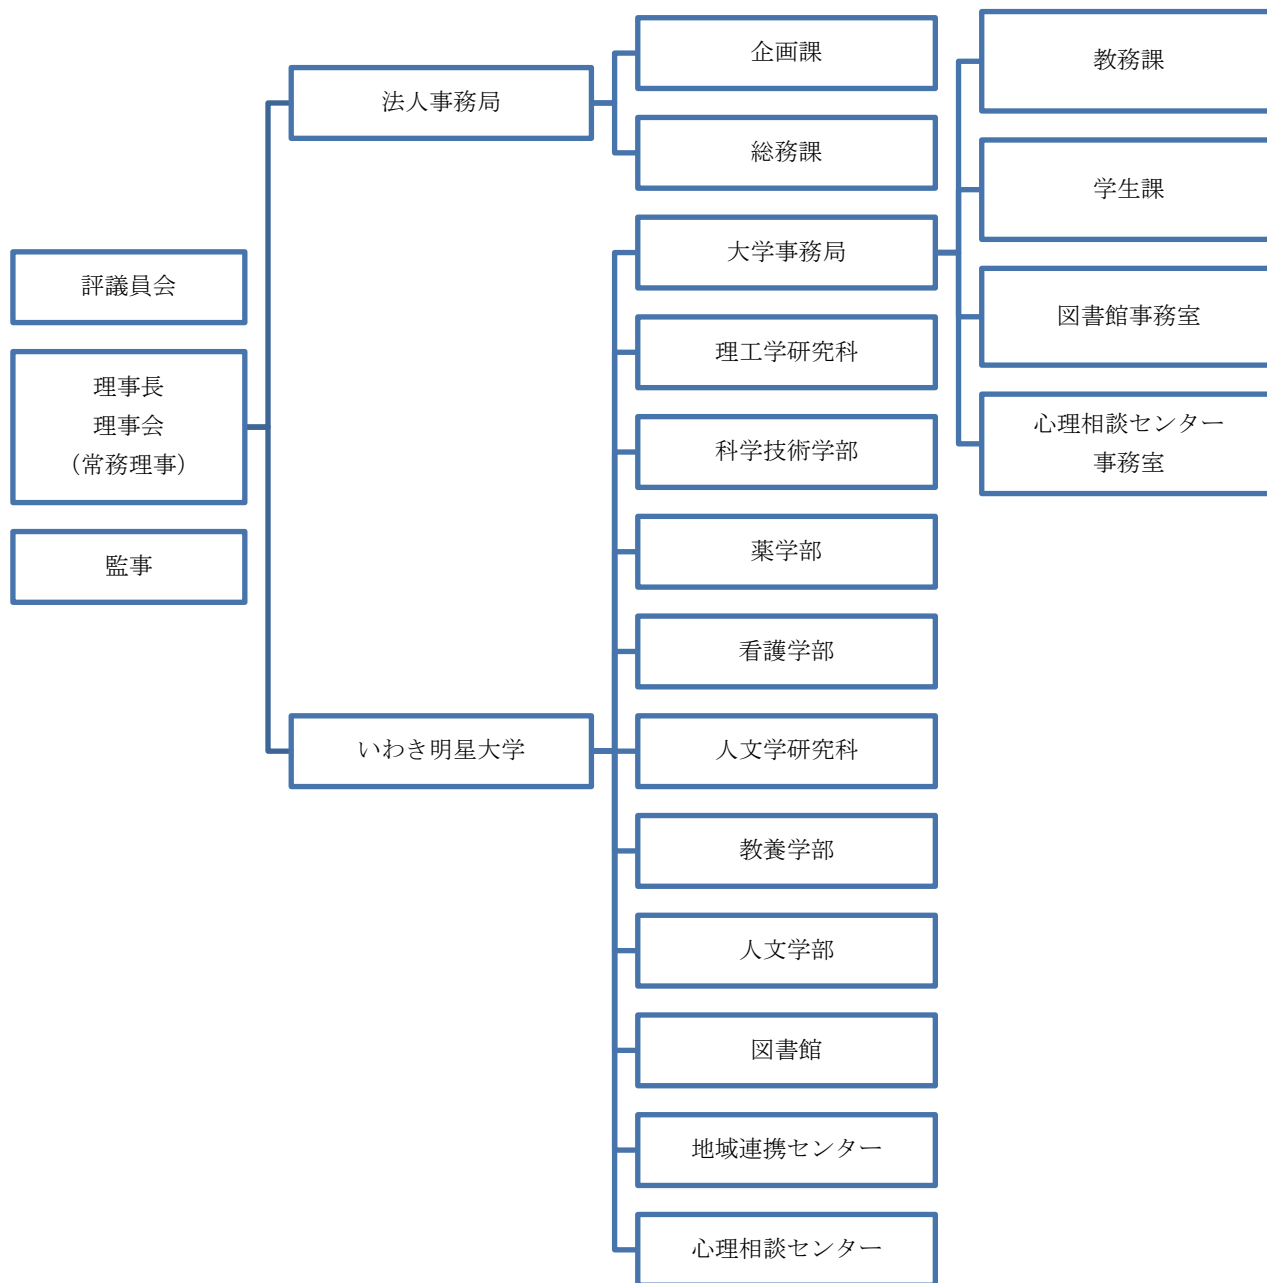 評議員会
理事長
理事会
（常務理事）
監事
法人事務局
いわき明星大学
企画課
総務課
大学事務局
理工学研究科
科学技術学部
薬学部
看護学部
人文学研究科
教養学部
人文学部
図書館
地域連携センター
心理相談センター
教務課
学生課
図書館事務室
心理相談センター
事務室